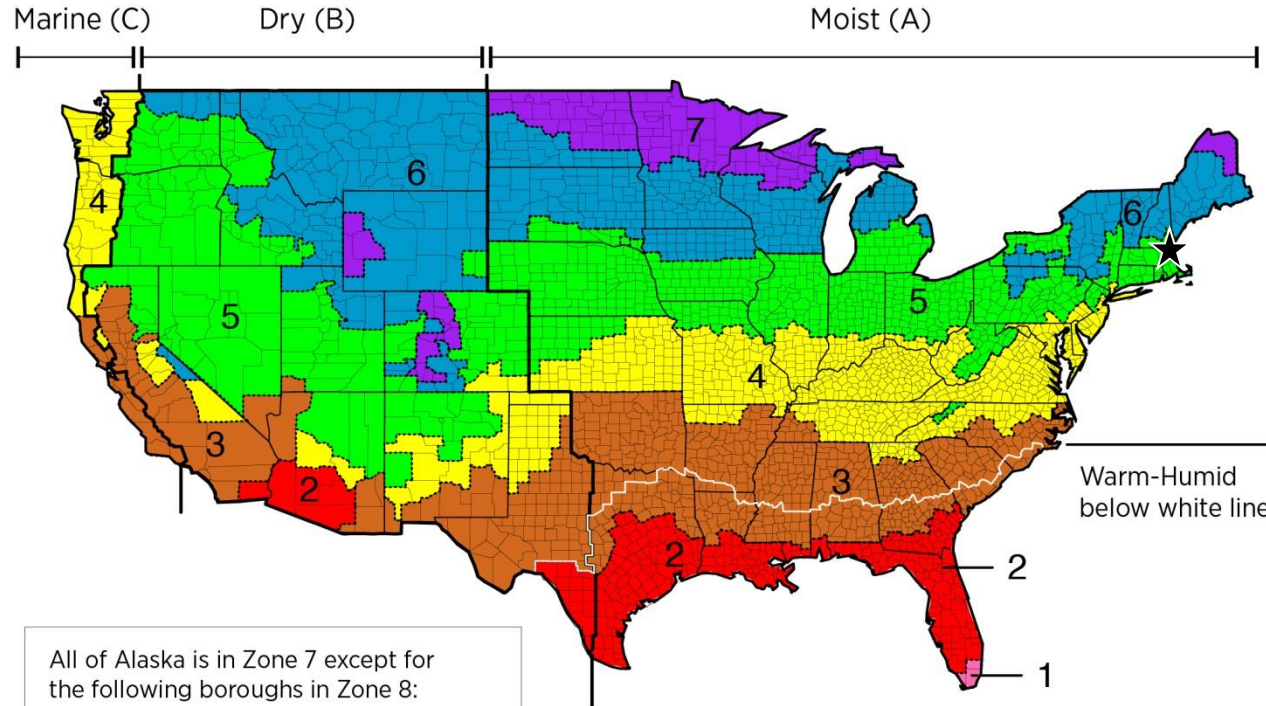 Marine (C)
Dry (B)
Moist (A)
7
6
6
4
5
5
4
3
3
2
2
Warm-Humid
below white line
2
1
All of Alaska is in Zone 7 except for
the following boroughs in Zone 8: